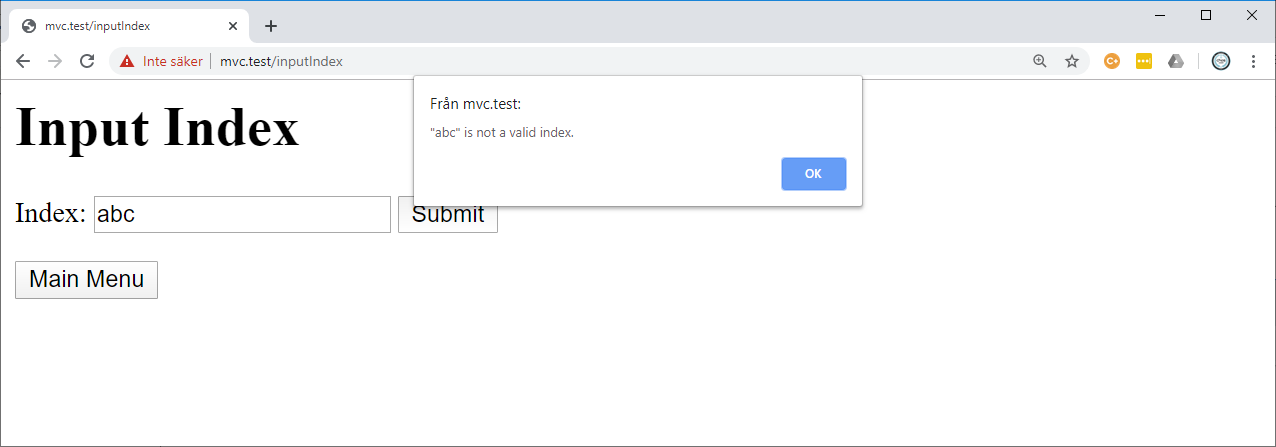 mvc.test/inputIndex
Inte säker mvc.test/inputIndex
Från mvc.test:
"abc" is not a valid index.
OK
Input Index
Index: abc Submit
Main Menu